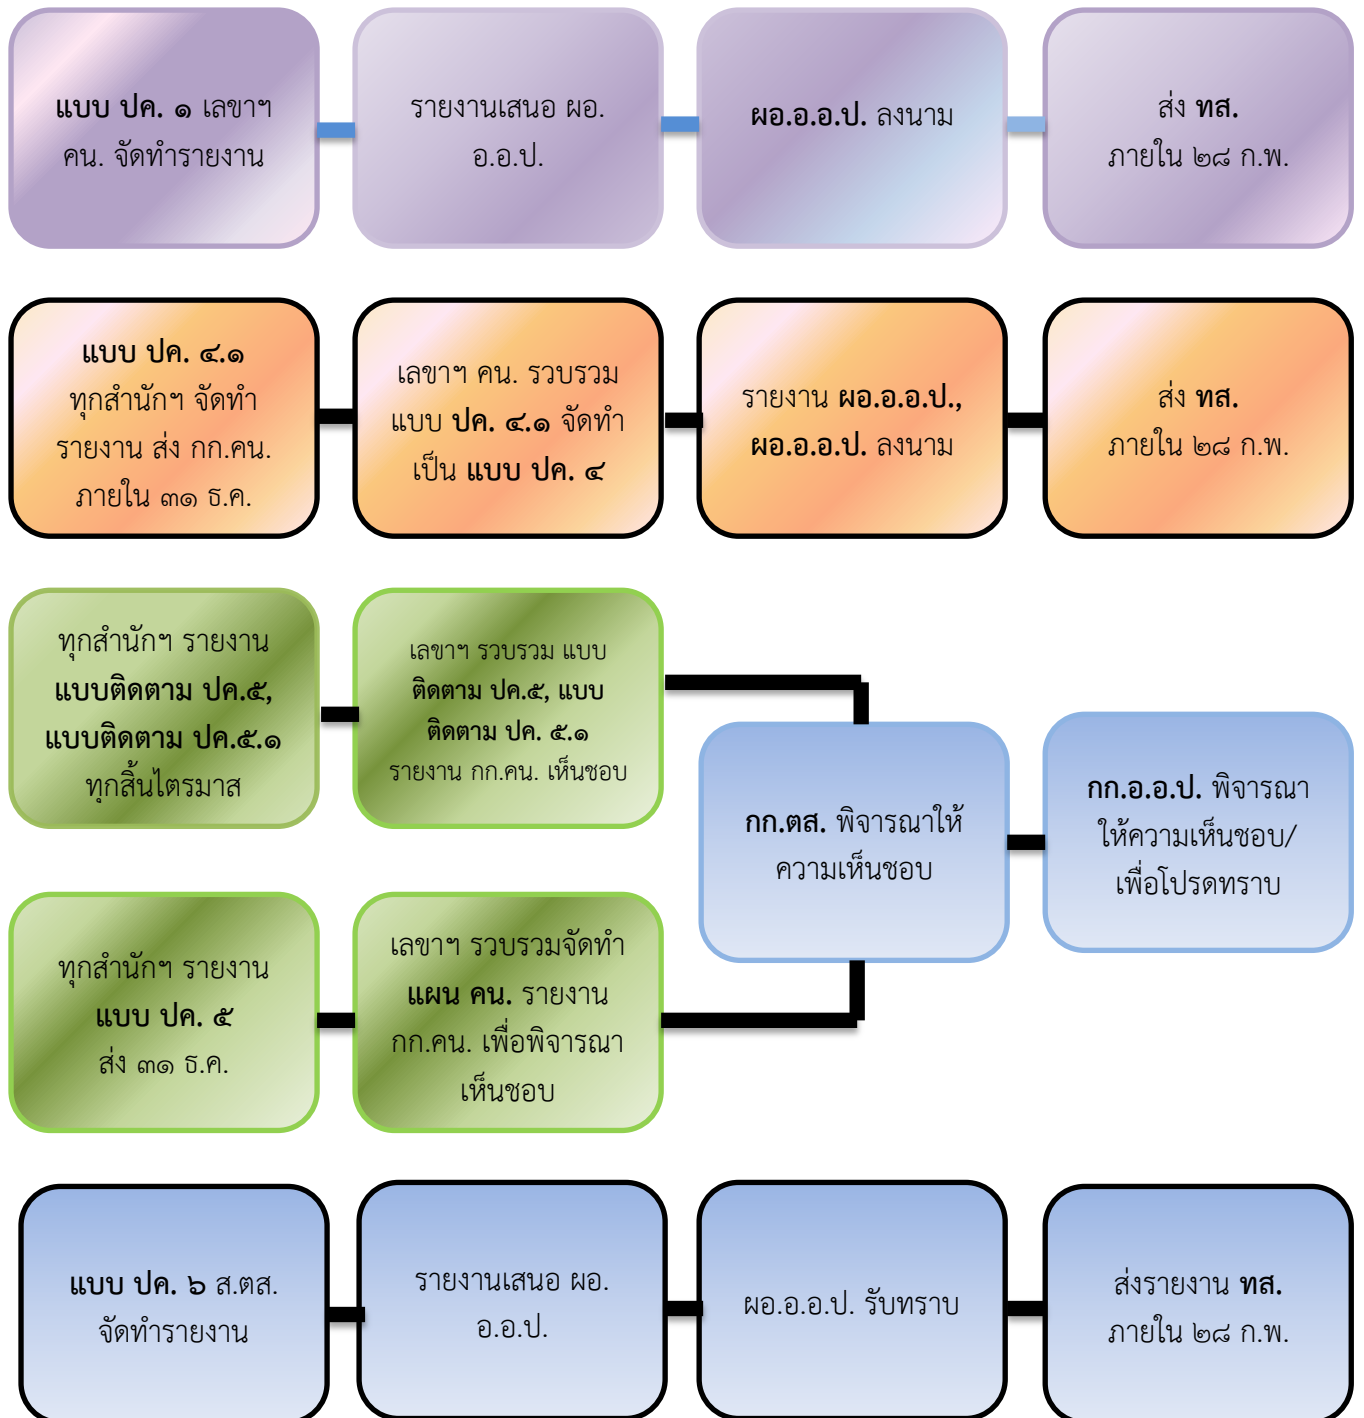 แบบ ปค. ๑ เลขาฯ
คน. จัดทำรายงาน
รายงานเสนอ ผอ.
อ.อ.ป.
ผอ.อ.อ.ป. ลงนาม
ส่ง ทส.
ภายใน ๒๘ ก.พ.
แบบ ปค. ๔.๑
ทุกสำนักฯ จัดทำ
รายงาน ส่ง กก.คน.
ภายใน ๓๑ ธ.ค.
เลขาฯ คน. รวบรวม
แบบ ปค. ๔.๑ จัดทำ
เป็น แบบ ปค. ๔
รายงาน ผอ.อ.อ.ป.,
ผอ.อ.อ.ป. ลงนาม
ส่ง ทส.
ภายใน ๒๘ ก.พ.
ทุกสำนักฯ รายงาน
แบบติดตาม ปค.๕,
แบบติดตาม ปค.๕.๑
ทุกสิ้นไตรมาส
เลขาฯ รวบรวม แบบ
ติดตาม ปค.๕, แบบ
ติดตาม ปค. ๕.๑
รายงาน กก.คน. เห็นชอบ
กก.ตส. พิจารณาให้
ความเห็นชอบ
กก.อ.อ.ป. พิจารณา
ให้ความเห็นชอบ/
เพื่อโปรดทราบ
ทุกสำนักฯ รายงาน
แบบ ปค. ๕
ส่ง ๓๑ ธ.ค.
เลขาฯ รวบรวมจัดทำ
แผน คน. รายงาน
กก.คน. เพื่อพิจารณา
เห็นชอบ
แบบ ปค. ๖ ส.ตส.
จัดทำรายงาน
รายงานเสนอ ผอ.
อ.อ.ป.
ผอ.อ.อ.ป. รับทราบ
ส่งรายงาน ทส.
ภายใน ๒๘ ก.พ.